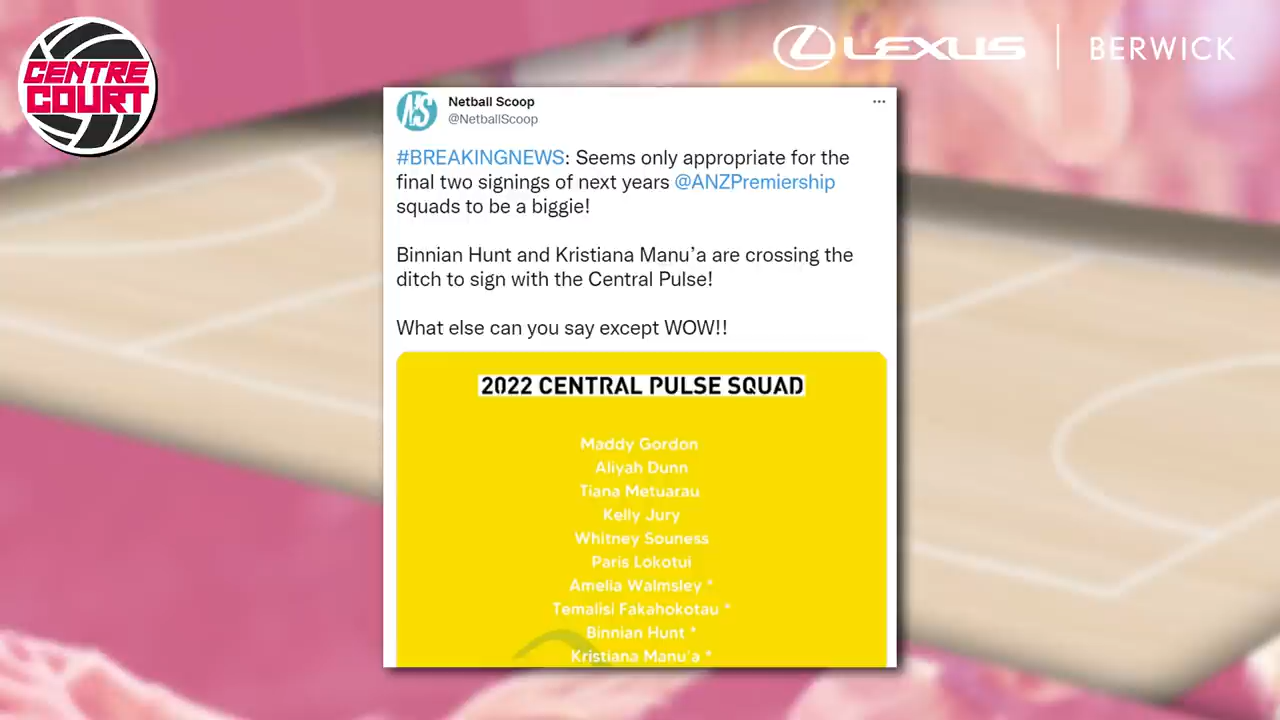 CENTRE
COURT
LEXUS
BERWICK
NS
Netball Scoop
@NetballScoop
#BREAKINGNEWS: Seems only appropriate for the
final two signings of next years @ANZPremiership
squads to be a biggie!
Binnian Hunt and Kristiana Manu’a are crossing the
ditch to sign with the Central Pulse!
What else can you say except WOW!!
2022 CENTRAL PULSE SQUAD
Maddy Gordon
Aliyah Dunn
Tiana Metuarau
Kelly Jury
Whitney Souness
Paris Lokotui
Amelia Walmsley *
Temalisi Fakahokotau *
Binnian Hunt *
Kristiana Manu'a *